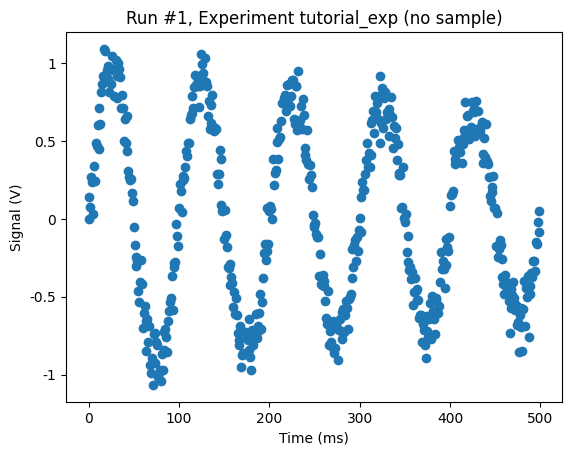 Run #1, Experiment tutorial_exp (no sample)
1
0.5
0
-0.5
-1
Signal (V)
0 100 200 300 400 500
Time (ms)